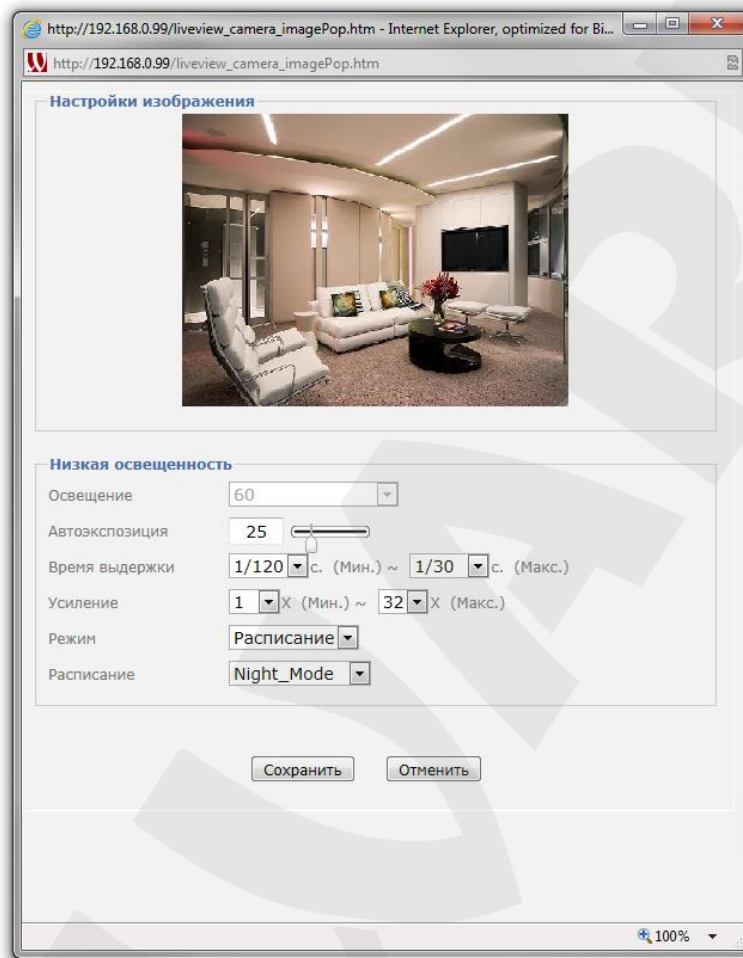 http://192.168.0.99/liveview_camera_imagePop.htm - Internet Explorer, optimized for Bi...
http://192.168.0.99/liveview_camera_imagePop.htm
Настройки изображения
Низкая освещенность
Освещение 60
Автоэкспозиция 25
Время выдержки 1/120 с. (Мин.) ~ 1/30 с. (Макс.)
Усиление 1 X (Мин.) ~ 32 X (Макс.)
Режим Расписание
Расписание Night_Mode
Сохранить Отменить
100%